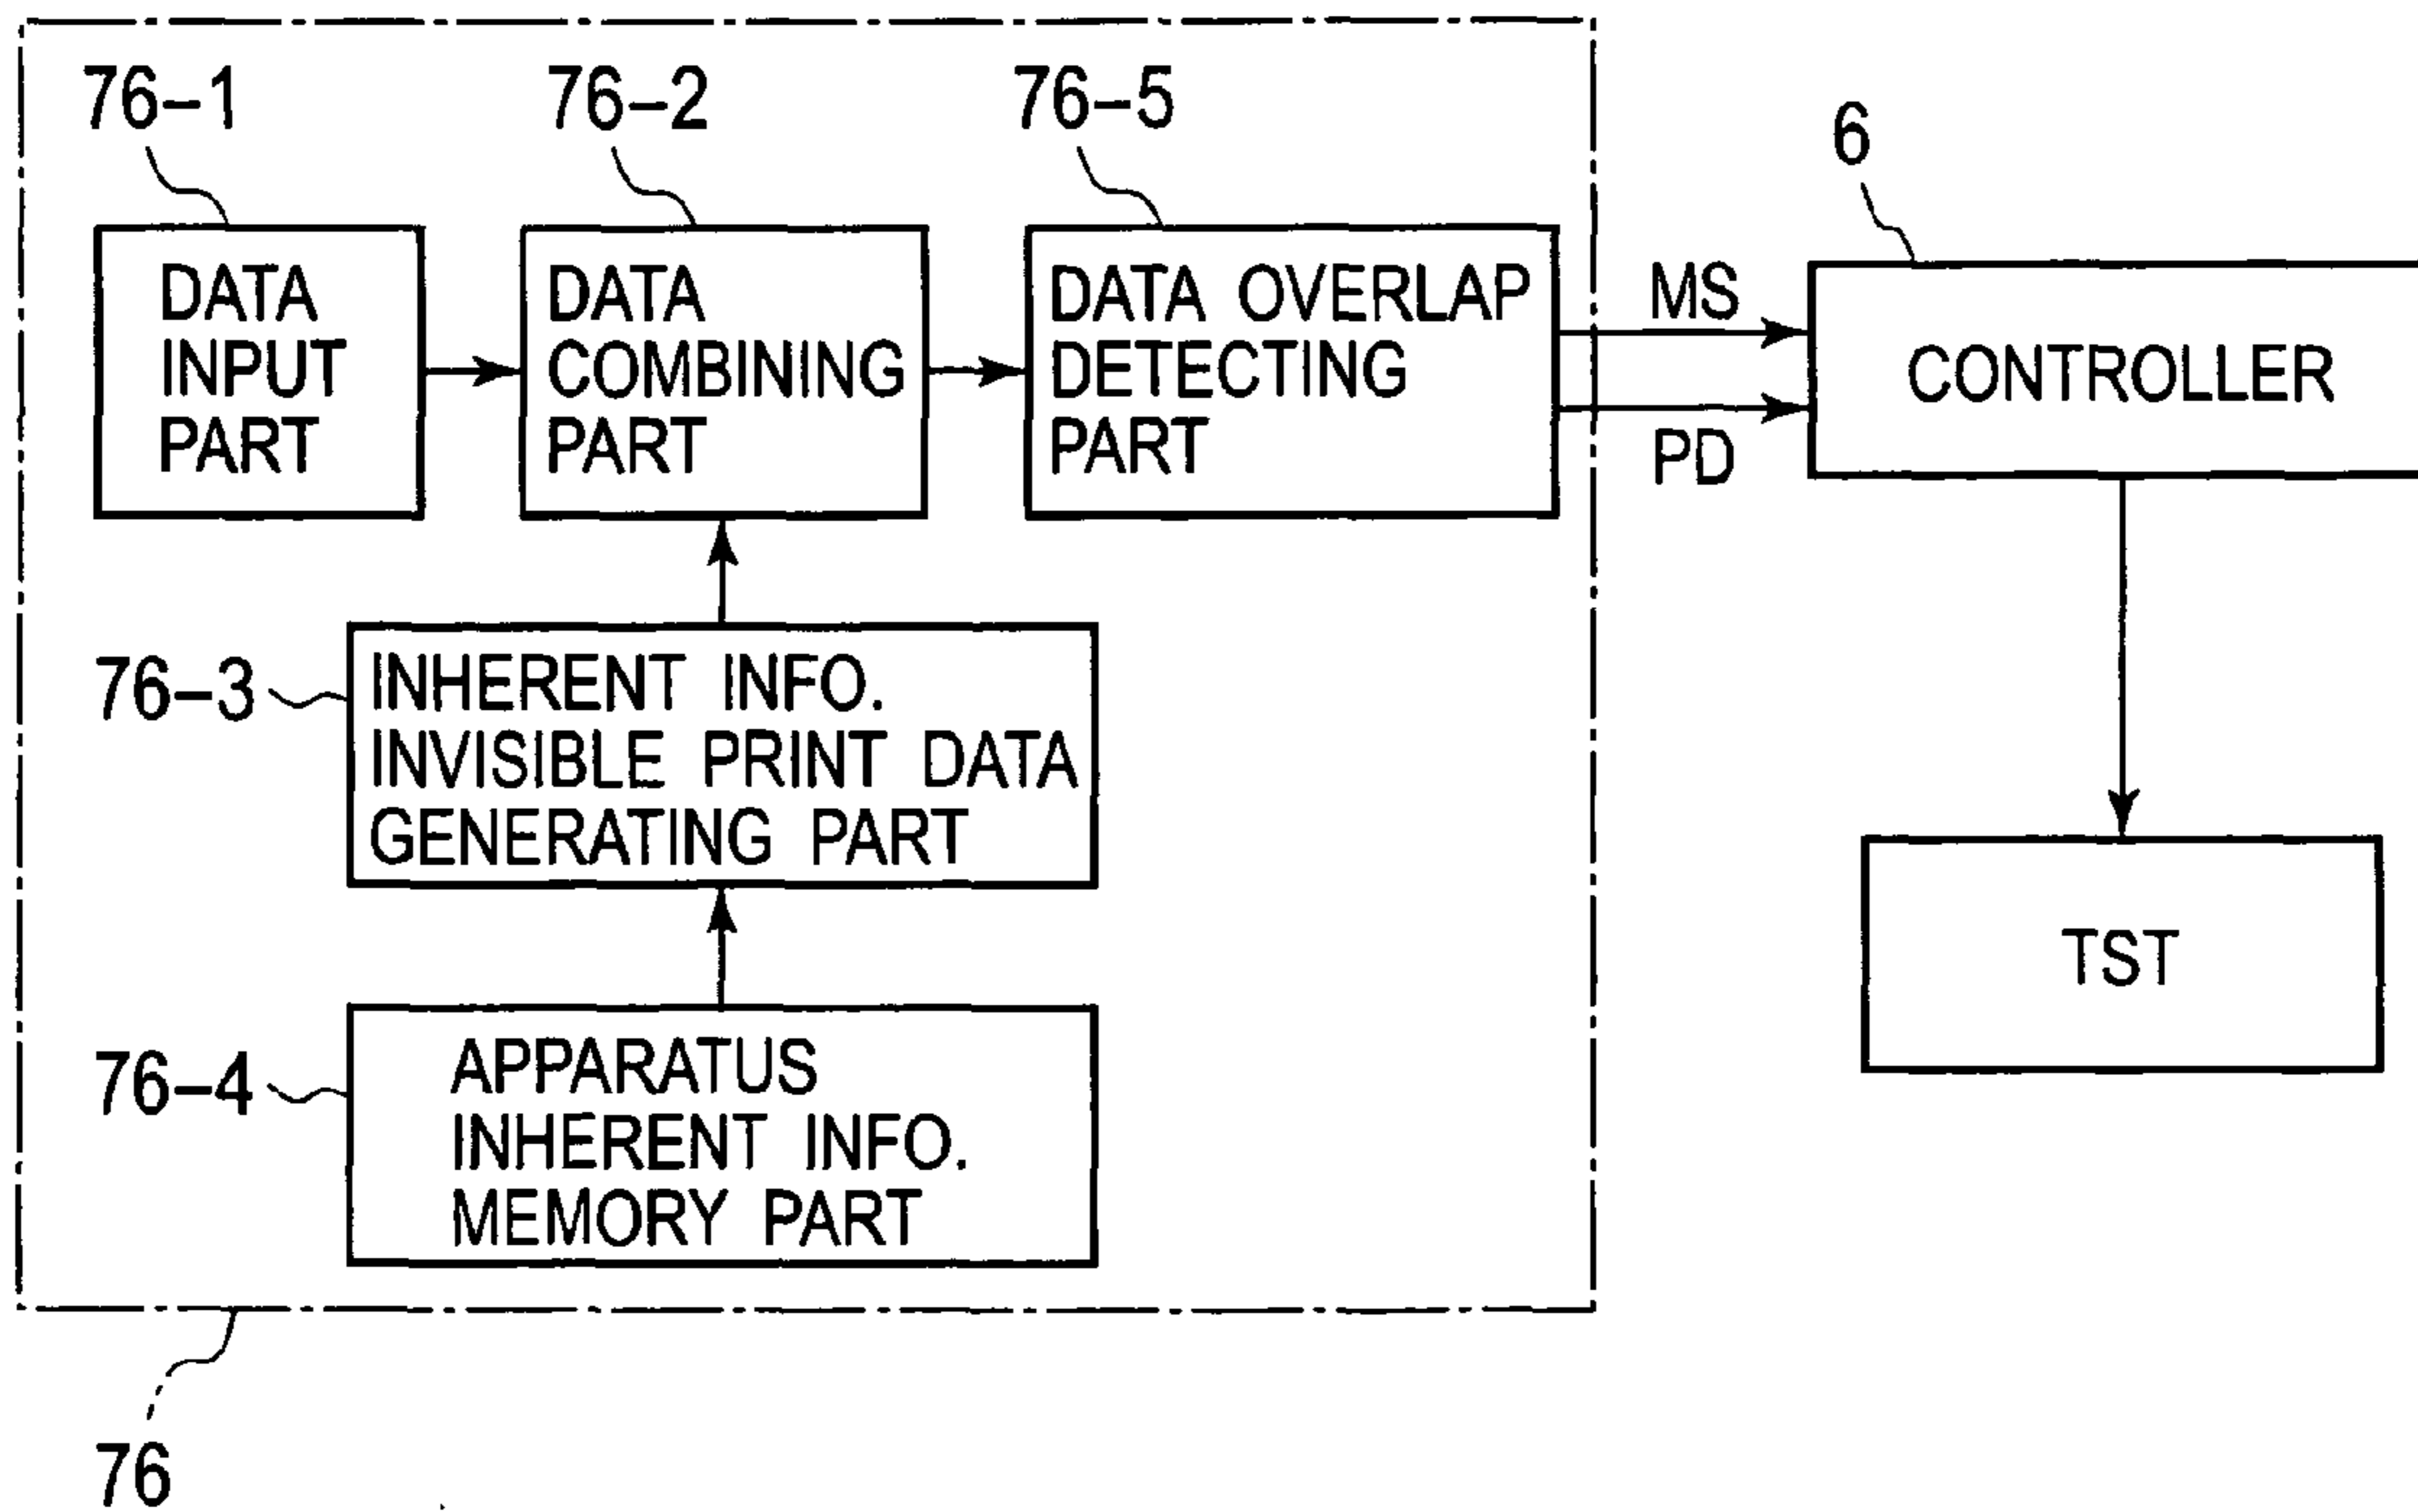 76-1
76-2
76-5
6
DATA
INPUT
PART
DATA
COMBINING
PART
DATA OVERLAP
DETECTING
PART
MS
PD
CONTROLLER
76-3
INHERENT INFO.
INVISIBLE PRINT DATA
GENERATING PART
TST
76-4
APPARATUS
INHERENT INFO.
MEMORY PART
76